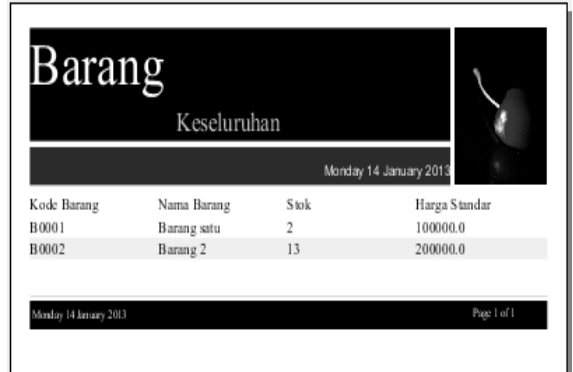 Barang
Keseluruhan
Monday 14 January 2013
Kode Barang Nama Barang Stok Harga Standar
B0001 Barang satu 2 100000.0
B0002 Barang 2 13 200000.0
Monday 14 January 2013 Page 1 of 1